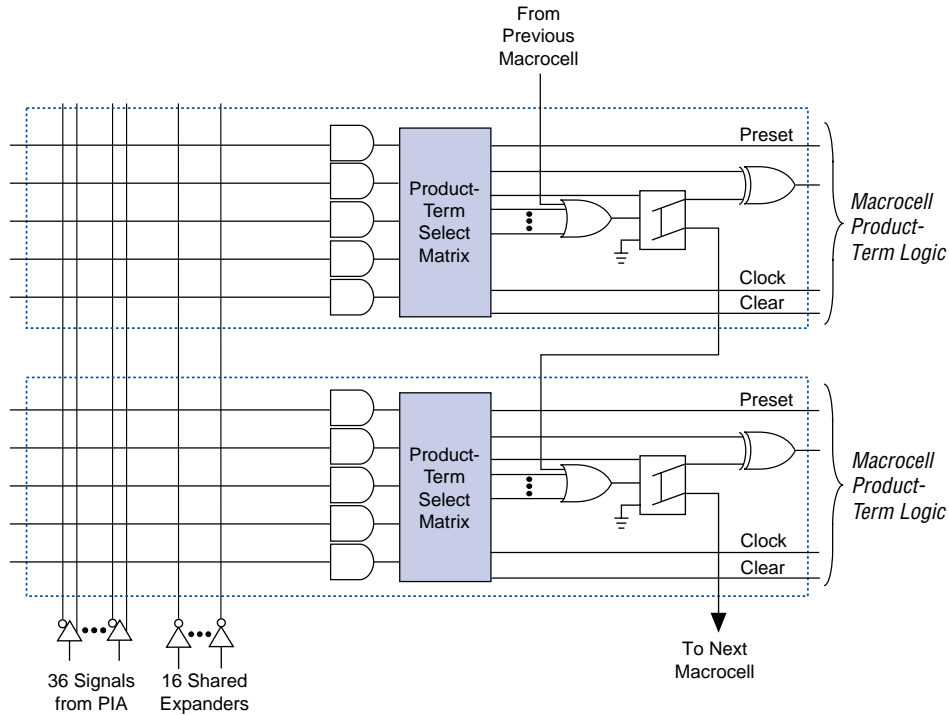 From
Previous
Macrocell
Preset
Product-
Term
Select
Matrix
Macrocell
Product-
Term Logic
Clock
Clear
Preset
Product-
Term
Select
Matrix
Macrocell
Product-
Term Logic
Clock
Clear
To Next
Macrocell
36 Signals
from PIA
16 Shared
Expanders